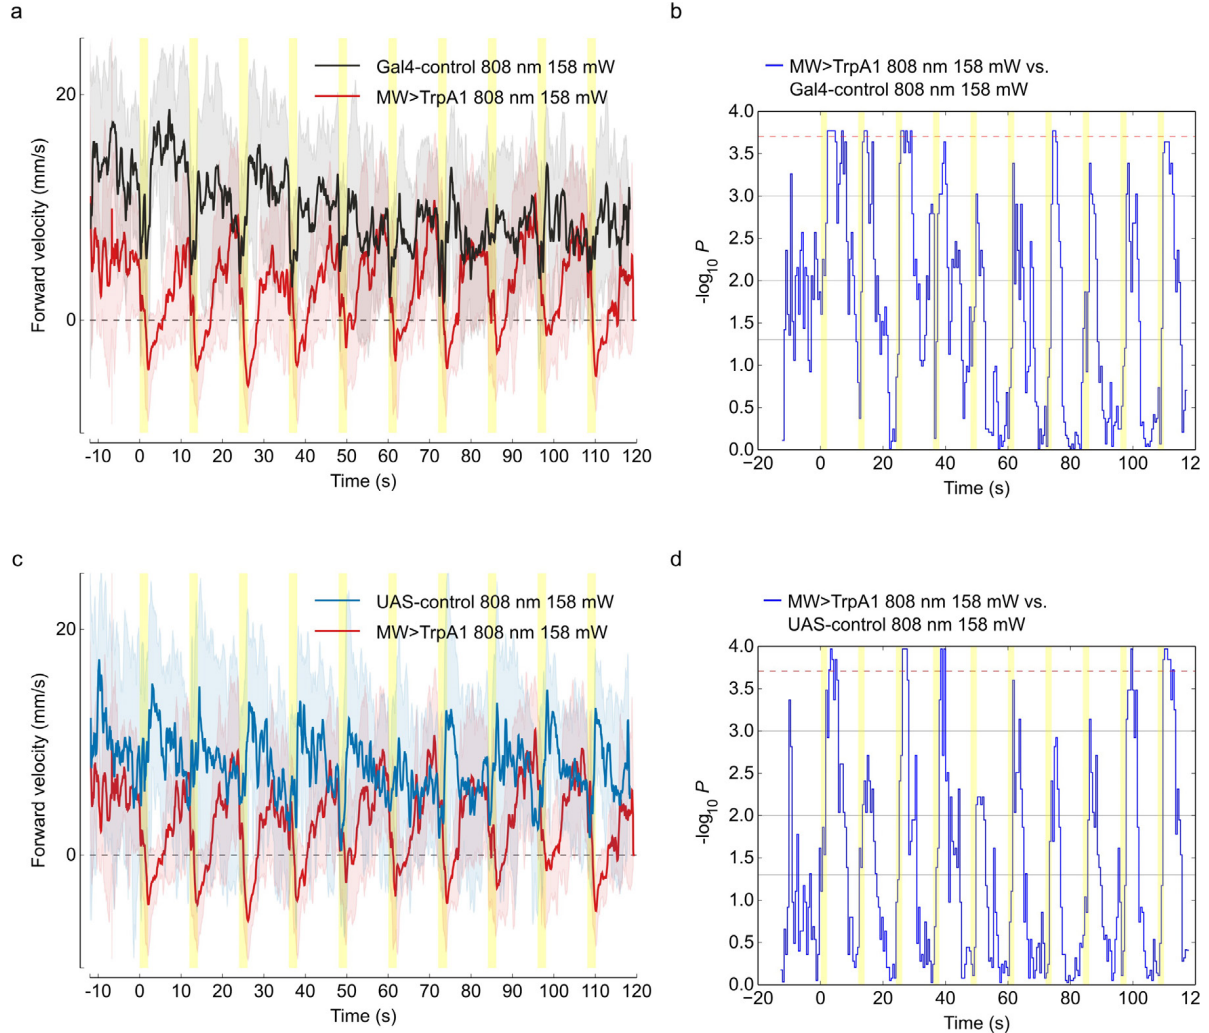 a
Gal4-control 808 nm 158 mW
MW>TrpA1 808 nm 158 mW
Forward velocity (mm/s)
20
0
-10 0 10 20 30 40 50 60 70 80 90 100 110 120
Time (s)
b
MW>TrpA1 808 nm 158 mW vs.
Gal4-control 808 nm 158 mW
-log10 P
4.0
3.5
3.0
2.5
2.0
1.5
1.0
0.5
0.0
−20 0 20 40 60 80 100 12
Time (s)
c
UAS-control 808 nm 158 mW
MW>TrpA1 808 nm 158 mW
Forward velocity (mm/s)
20
0
-10 0 10 20 30 40 50 60 70 80 90 100 110 120
Time (s)
d
MW>TrpA1 808 nm 158 mW vs.
UAS-control 808 nm 158 mW
-log10 P
4.0
3.5
3.0
2.5
2.0
1.5
1.0
0.5
0.0
−20 0 20 40 60 80 100 12
Time (s)